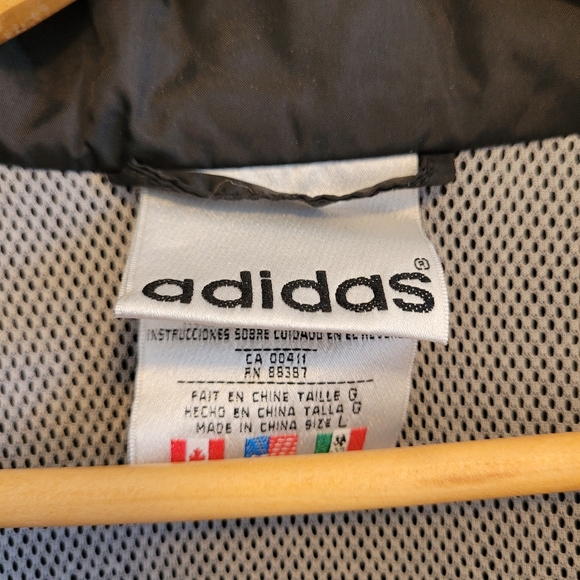 adidas®
INSTRUCCIONES SOBRE CUIDADO EN EL
CA 00411
RN 88387
FAIT EN CHINE TAILLE G
HECHO EN CHINA TALLA G
MADE IN CHINA SIZE L